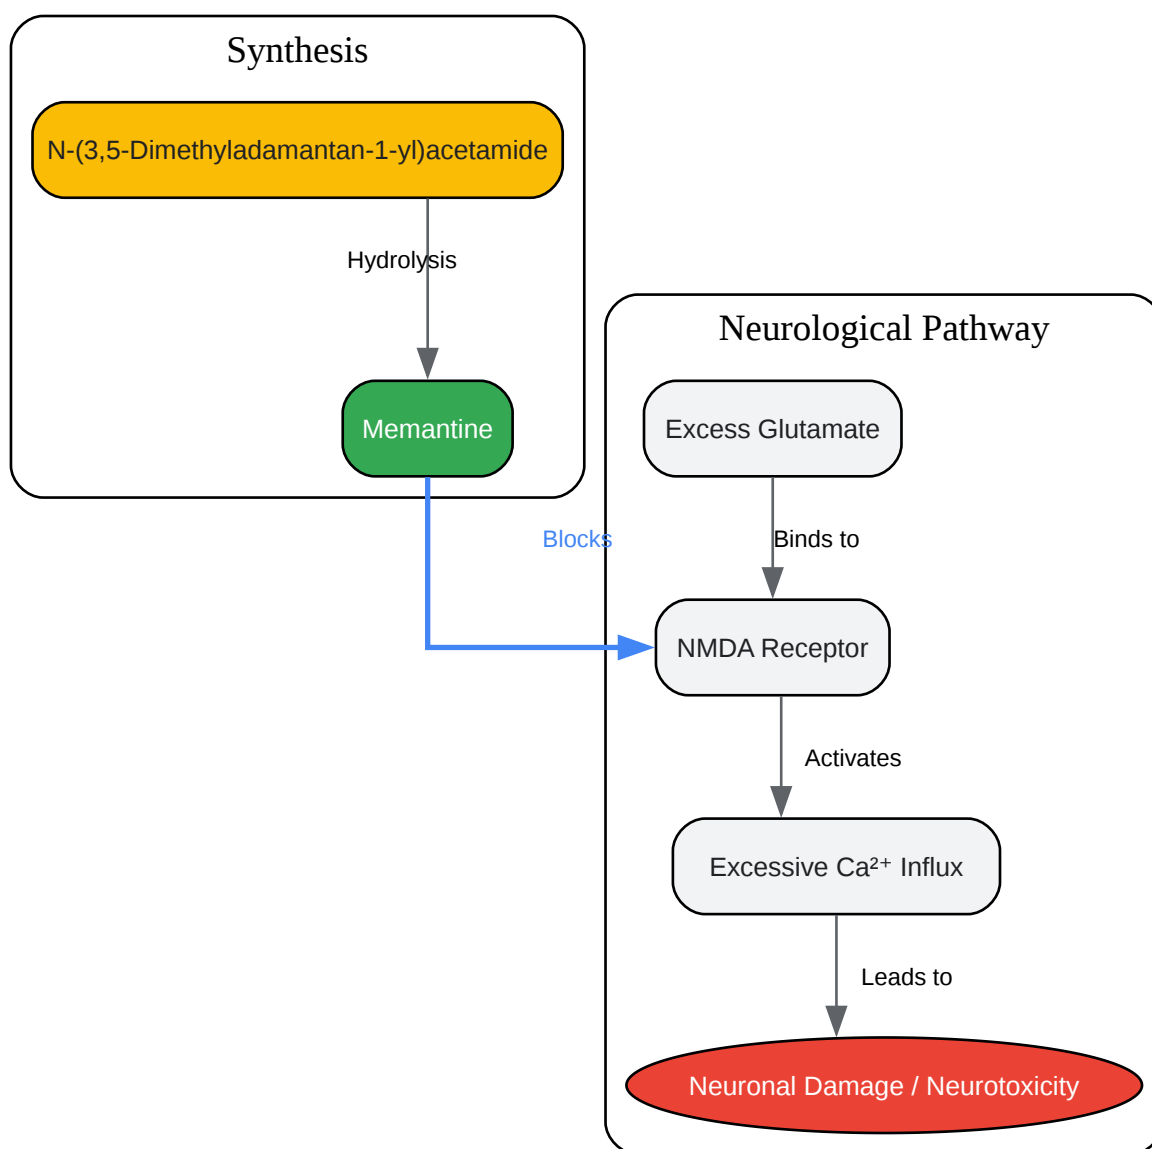 Synthesis
N-(3,5-Dimethyladamantan-1-yl)acetamide
Hydrolysis
Memantine
Blocks
Neurological Pathway
Excess Glutamate
Binds to
NMDA Receptor
Activates
Excessive Ca²⁺ Influx
Leads to
Neuronal Damage / Neurotoxicity